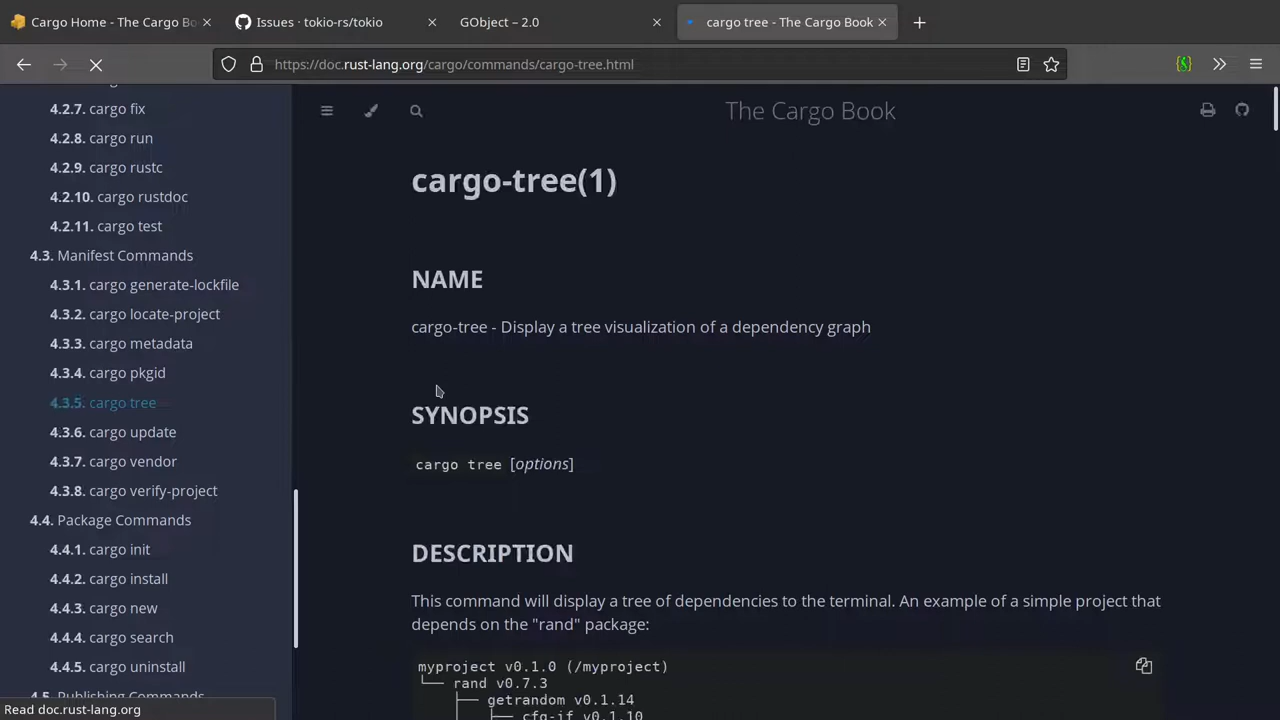 Cargo Home - The Cargo Bo
Issues · tokio-rs/tokio
GObject – 2.0
cargo tree - The Cargo Book
https://doc.rust-lang.org/cargo/commands/cargo-tree.html
4.2.7. cargo fix
4.2.8. cargo run
4.2.9. cargo rustc
4.2.10. cargo rustdoc
4.2.11. cargo test
4.3. Manifest Commands
4.3.1. cargo generate-lockfile
4.3.2. cargo locate-project
4.3.3. cargo metadata
4.3.4. cargo pkgid
4.3.5. cargo tree
4.3.6. cargo update
4.3.7. cargo vendor
4.3.8. cargo verify-project
4.4. Package Commands
4.4.1. cargo init
4.4.2. cargo install
4.4.3. cargo new
4.4.4. cargo search
4.4.5. cargo uninstall
4.5. Publishing Commands
Read doc.rust-lang.org
The Cargo Book
cargo-tree(1)
NAME
cargo-tree - Display a tree visualization of a dependency graph
SYNOPSIS
cargo tree [options]
DESCRIPTION
This command will display a tree of dependencies to the terminal. An example of a simple project that
depends on the "rand" package:
myproject v0.1.0 (/myproject)
└── rand v0.7.3
├── getrandom v0.1.14
├── cfg-if v0.1.10